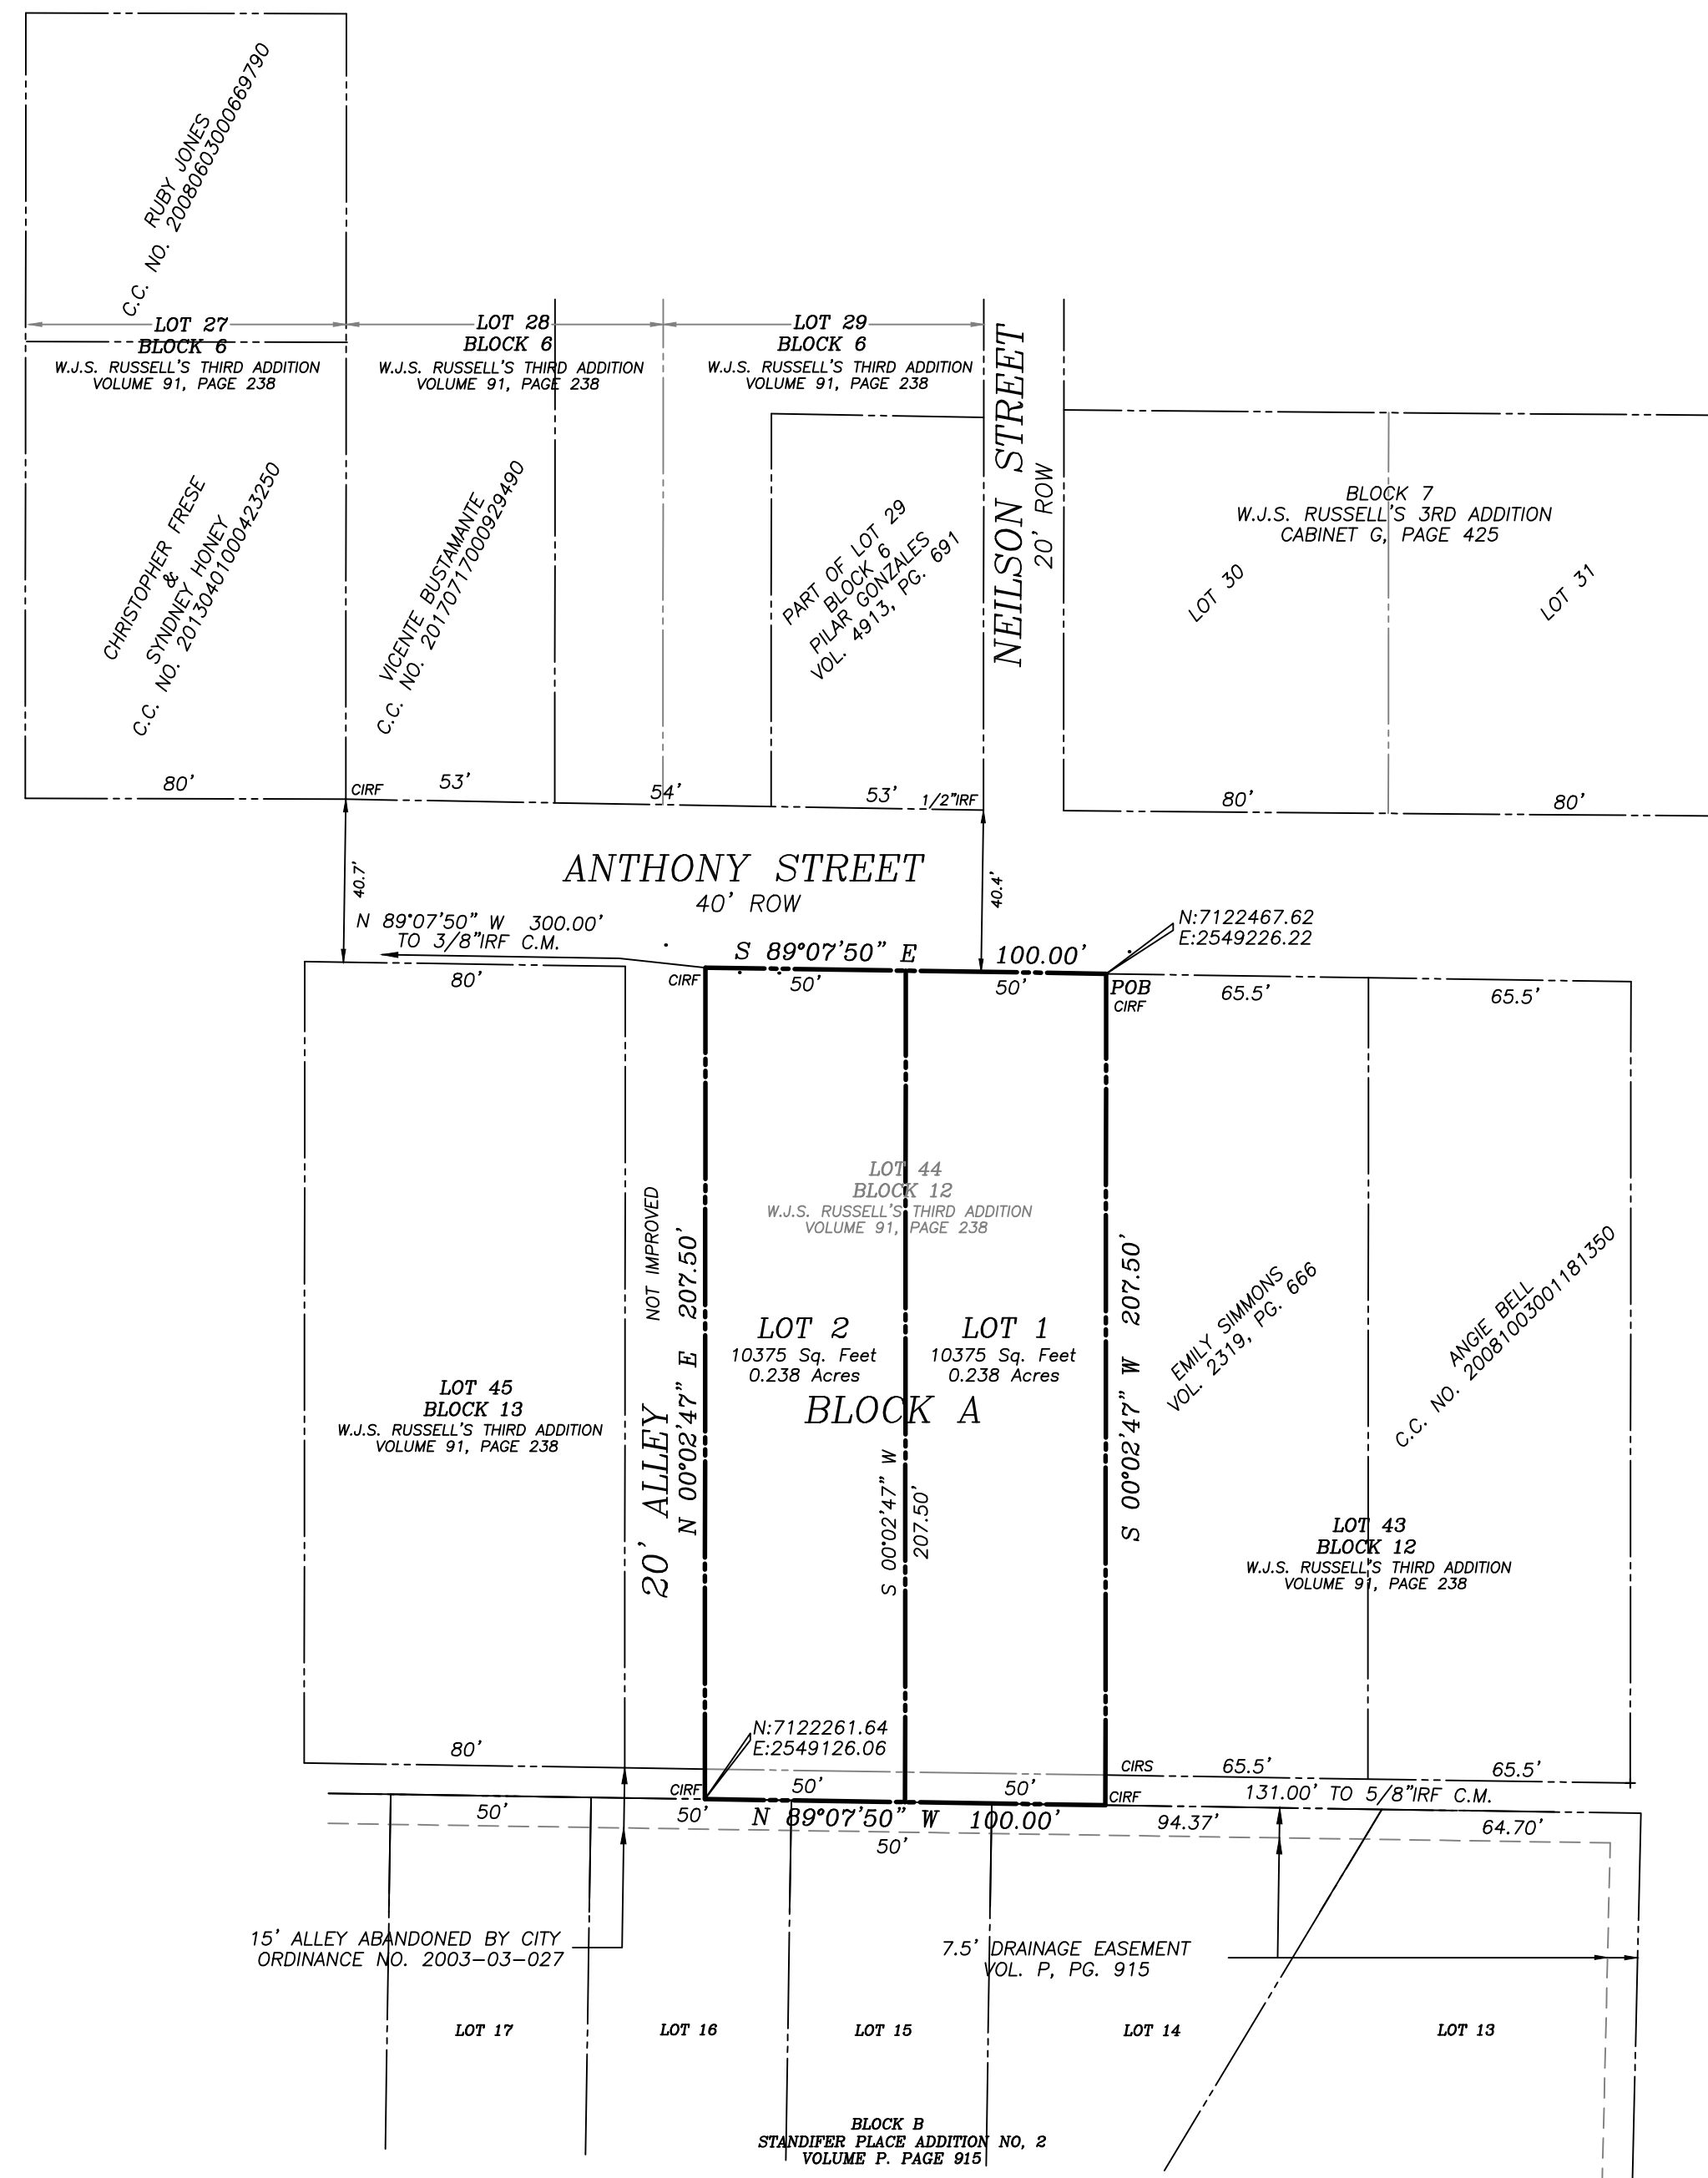 RUBY JONES
C.C. NO. 20080603000669790
LOT 27
BLOCK 6
W.J.S. RUSSELL'S THIRD ADDITION
VOLUME 91, PAGE 238
LOT 28
BLOCK 6
W.J.S. RUSSELL'S THIRD ADDITION
VOLUME 91, PAGE 238
LOT 29
BLOCK 6
W.J.S. RUSSELL'S THIRD ADDITION
VOLUME 91, PAGE 238
CHRISTOPHER FRESE
&
SYNDNEY HONEY
C.C. NO. 20130401000423250
VICENTE BUSTAMANTE
C.C. NO. 20170717000929490
PART OF LOT 29
BLOCK 6
PILAR GONZALES
VOL. 4913, PG. 691
NEILSON STREET
20' ROW
BLOCK 7
W.J.S. RUSSELL'S 3RD ADDITION
CABINET G, PAGE 425
LOT 30
LOT 31
80'
CIRF
53'
54'
53'
1/2"IRF
80'
80'
40.7'
ANTHONY STREET
40' ROW
40.4'
N 89°07'50" W 300.00'
TO 3/8"IRF C.M.
N:7122467.62
E:2549226.22
S 89°07'50" E 100.00'
80'
CIRF
50'
50'
POB
CIRF
65.5'
65.5'
LOT 44
BLOCK 12
W.J.S. RUSSELL'S THIRD ADDITION
VOLUME 91, PAGE 238
NOT IMPROVED
20' ALLEY
N 00°02'47" E 207.50'
S 00°02'47" W 207.50'
LOT 2
10375 Sq. Feet
0.238 Acres
LOT 1
10375 Sq. Feet
0.238 Acres
BLOCK A
S 00°02'47" W
207.50'
EMILY SIMMONS
VOL. 2319, PG. 666
ANGIE BELL
C.C. NO. 20081003001181350
LOT 45
BLOCK 13
W.J.S. RUSSELL'S THIRD ADDITION
VOLUME 91, PAGE 238
LOT 43
BLOCK 12
W.J.S. RUSSELL'S THIRD ADDITION
VOLUME 91, PAGE 238
N:7122261.64
E:2549126.06
80'
CIRF
50'
50'
CIRS
CIRF
65.5'
65.5'
131.00' TO 5/8"IRF C.M.
50'
50'
N 89°07'50" W 100.00'
50'
94.37'
64.70'
15' ALLEY ABANDONED BY CITY
ORDINANCE NO. 2003-03-027
7.5' DRAINAGE EASEMENT
VOL. P, PG. 915
LOT 17
LOT 16
LOT 15
LOT 14
LOT 13
BLOCK B
STANDIFER PLACE ADDITION NO, 2
VOLUME P. PAGE 915